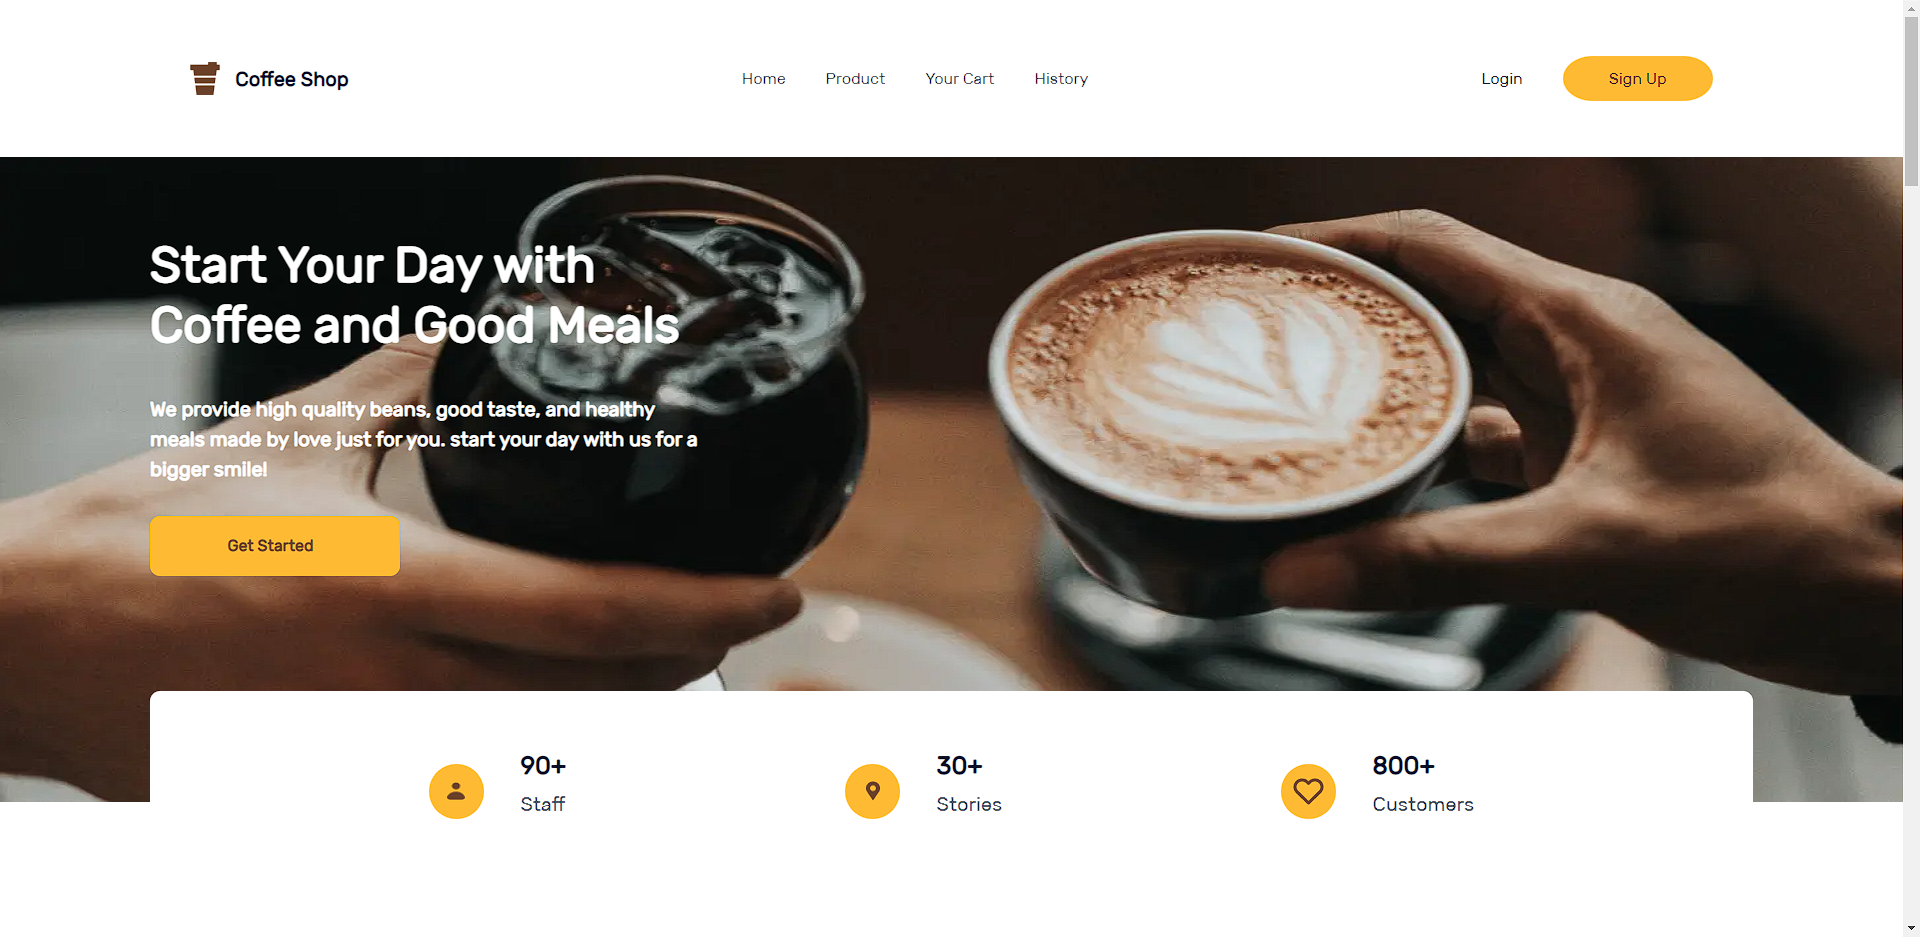 Coffee Shop
Home
Product
Your Cart
History
Login
Sign Up
Start Your Day with
Coffee and Good Meals
We provide high quality beans, good taste, and healthy
meals made by love just for you. start your day with us for a
bigger smile!
Get Started
90+
Staff
30+
Stories
800+
Customers